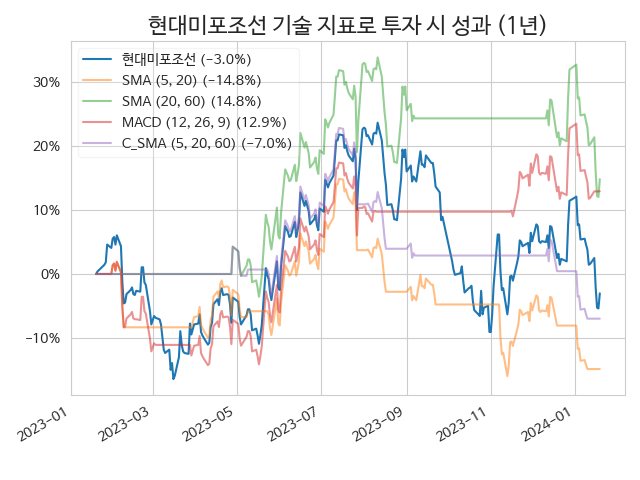 현대미포조선 기술 지표로 투자 시 성과 (1년)
현대미포조선 (−3.0%)
SMA (5, 20) (−14.8%)
SMA (20, 60) (14.8%)
MACD (12, 26, 9) (12.9%)
C_SMA (5, 20, 60) (−7.0%)
30%
20%
10%
0%
−10%
2023−01
2023−03
2023−05
2023−07
2023−09
2023−11
2024−01